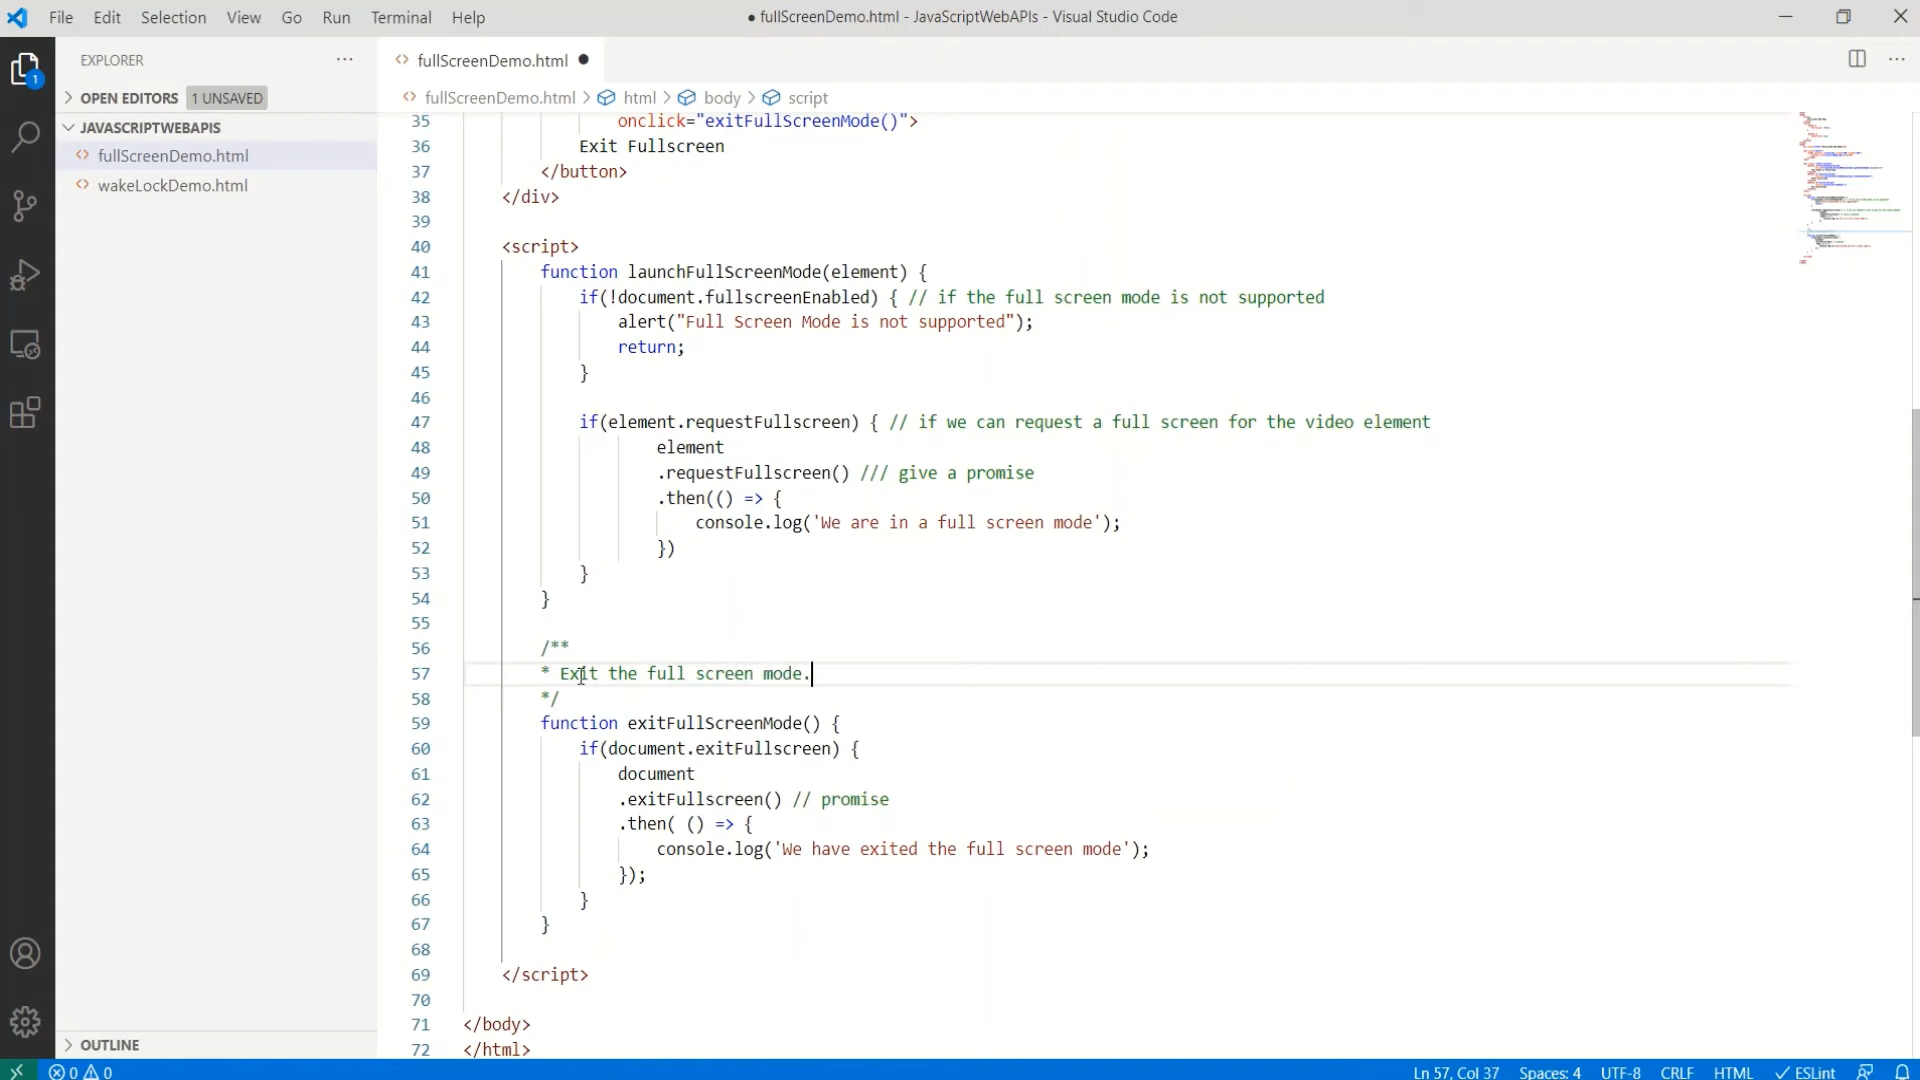 File Edit Selection View Go Run Terminal Help
● fullScreenDemo.html - JavaScriptWebAPIs - Visual Studio Code
EXPLORER
1
OPEN EDITORS 1 UNSAVED
JAVASCRIPTWEBAPIS
fullScreenDemo.html
wakeLockDemo.html
OUTLINE
fullScreenDemo.html ●
fullScreenDemo.html > html > body > script
35 onclick="exitFullScreenMode()">
36 Exit Fullscreen
37 </button>
38 </div>
39
40 <script>
41 function launchFullScreenMode(element) {
42 if(!document.fullscreenEnabled) { // if the full screen mode is not supported
43 alert("Full Screen Mode is not supported");
44 return;
45 }
46
47 if(element.requestFullscreen) { // if we can request a full screen for the video element
48 element
49 .requestFullscreen() /// give a promise
50 .then(() => {
51 console.log('We are in a full screen mode');
52 })
53 }
54 }
55
56 /**
57 * Exit the full screen mode.
58 */
59 function exitFullScreenMode() {
60 if(document.exitFullscreen) {
61 document
62 .exitFullscreen() // promise
63 .then( () => {
64 console.log('We have exited the full screen mode');
65 });
66 }
67 }
68
69 </script>
70
71 </body>
72 </html>
0 0
Ln 57, Col 37 Spaces: 4 UTF-8 CRLF HTML ESLint